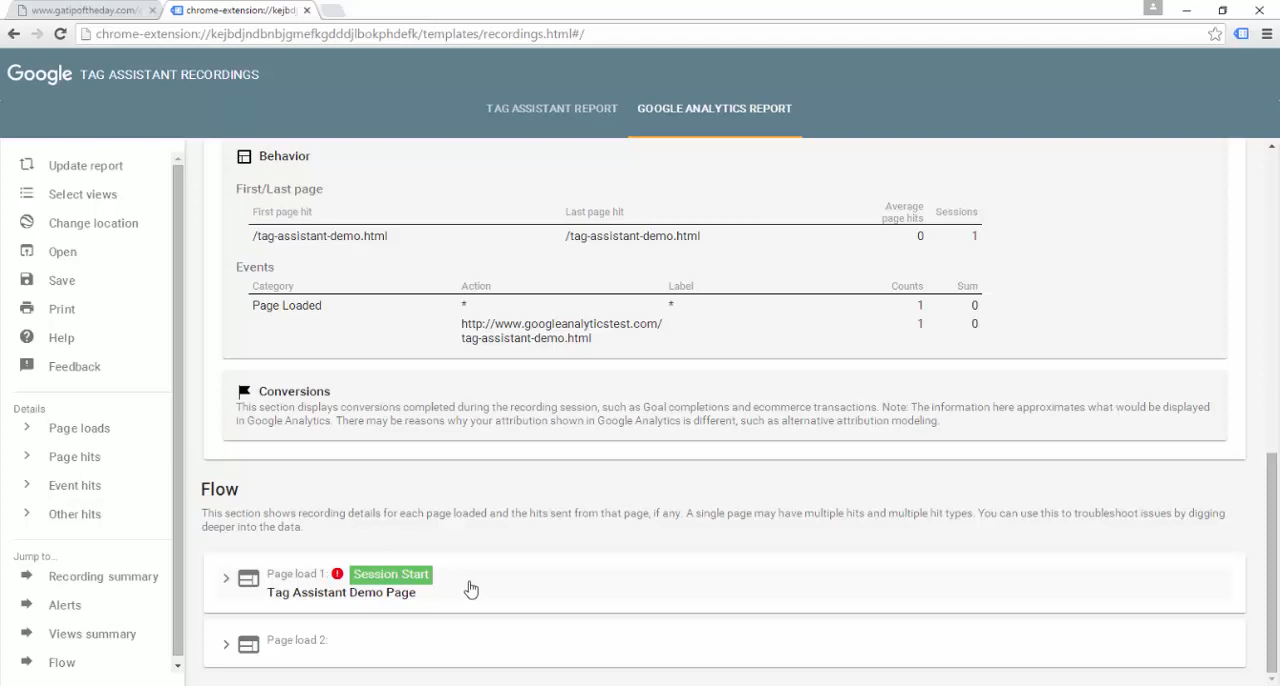 www.gatipoftheday.com/
chrome-extension://kejbd
chrome-extension://kejbdjndbnbjgmefkgdddjlbokphdefk/templates/recordings.html#/
Google TAG ASSISTANT RECORDINGS
TAG ASSISTANT REPORT GOOGLE ANALYTICS REPORT
Update report
Select views
Change location
Open
Save
Print
Help
Feedback
Details
Page loads
Page hits
Event hits
Other hits
Jump to...
Recording summary
Alerts
Views summary
Flow
Behavior
First/Last page
First page hit Last page hit Average page hits Sessions
/tag-assistant-demo.html /tag-assistant-demo.html 0 1
Events
Category Action Label Counts Sum
Page Loaded * * 1 0
http://www.googleanalyticstest.com/ 1 0
tag-assistant-demo.html
Conversions
This section displays conversions completed during the recording session, such as Goal completions and ecommerce transactions. Note: The information here approximates what would be displayed
in Google Analytics. There may be reasons why your attribution shown in Google Analytics is different, such as alternative attribution modeling.
Flow
This section shows recording details for each page loaded and the hits sent from that page, if any. A single page may have multiple hits and multiple hit types. You can use this to troubleshoot issues by digging
deeper into the data.
Page load 1: Session Start
Tag Assistant Demo Page
Page load 2: